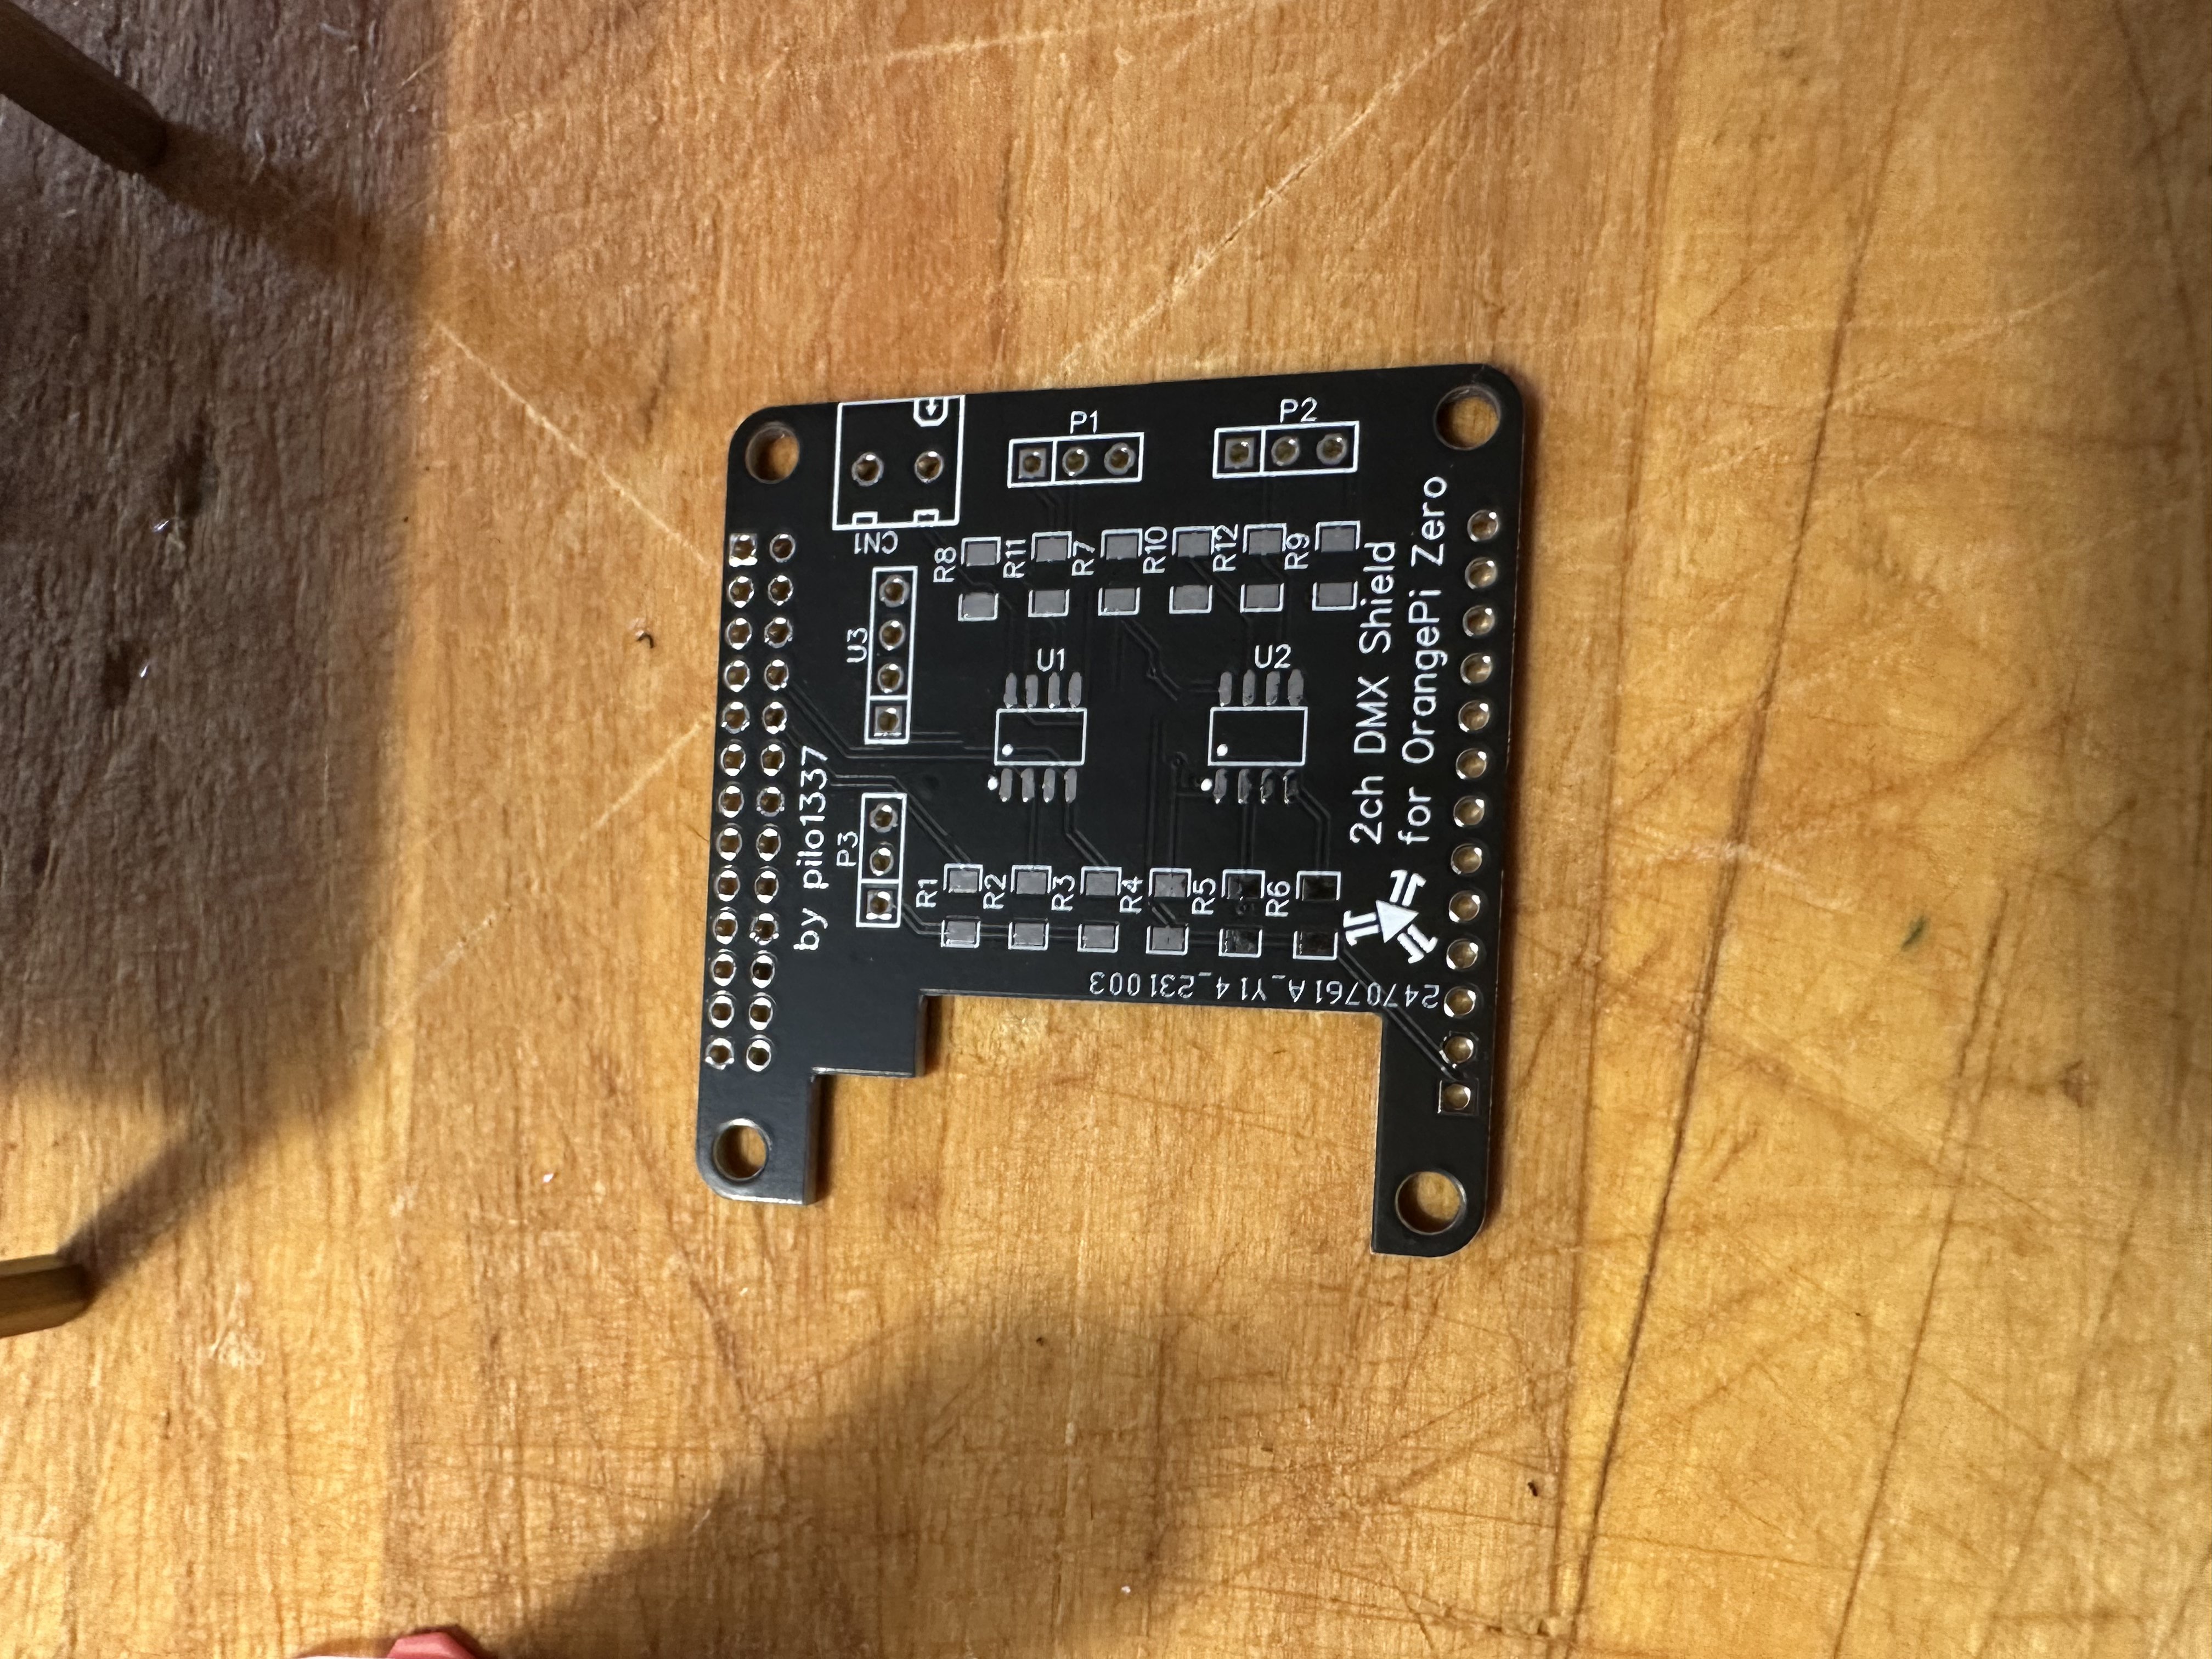 by pilo1337
P3
U3
CN1
R1
R8
R2
R11
U1
R3
R7
P1
R4
R10
R5
R12
U2
R6
R9
P2
2470761A_Y14_231003
2ch DMX Shield
for OrangePi Zero